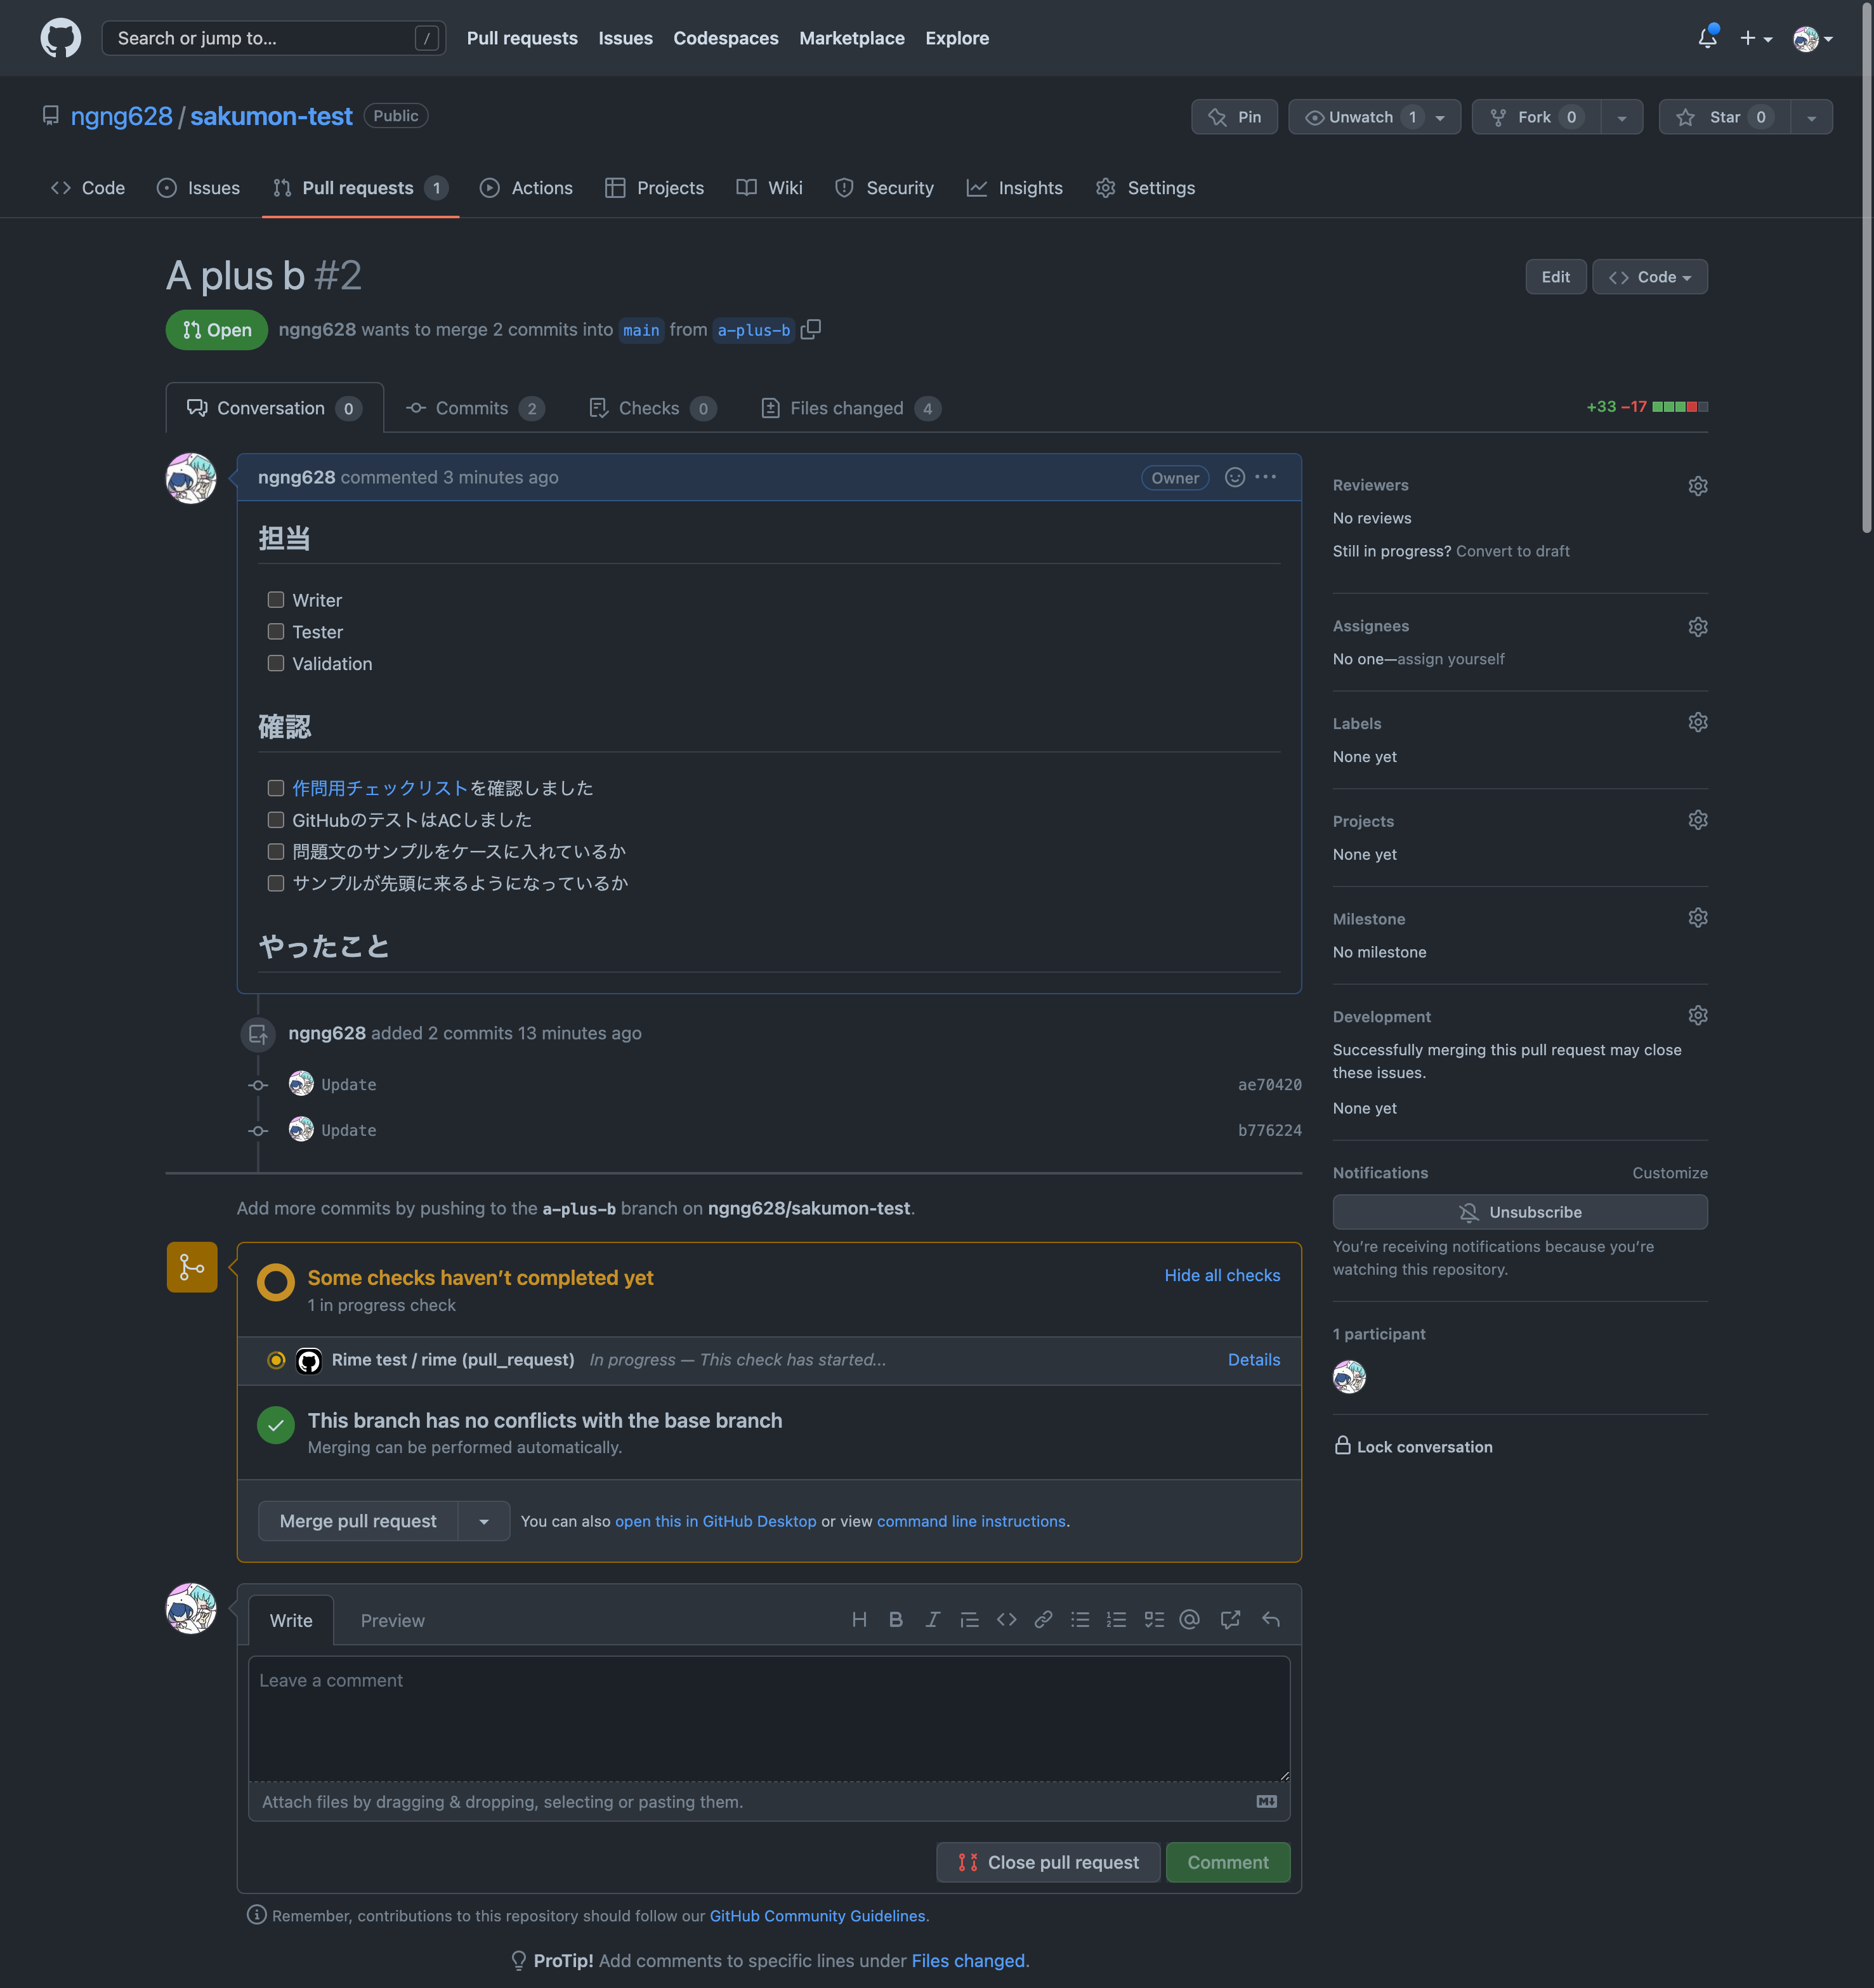 Search or jump to... /
Pull requests Issues Codespaces Marketplace Explore
ngng628 / sakumon-test Public
Pin Unwatch 1 Fork 0 Star 0
Code Issues Pull requests 1 Actions Projects Wiki Security Insights Settings
A plus b #2
Edit Code
Open ngng628 wants to merge 2 commits into main from a-plus-b
Conversation 0 Commits 2 Checks 0 Files changed 4
+33 −17
ngng628 commented 3 minutes ago
Owner
担当
Writer
Tester
Validation
確認
作問用チェックリストを確認しました
GitHubのテストはACしました
問題文のサンプルをケースに入れているか
サンプルが先頭に来るようになっているか
やったこと
ngng628 added 2 commits 13 minutes ago
Update ae70420
Update b776224
Add more commits by pushing to the a-plus-b branch on ngng628/sakumon-test.
Some checks haven't completed yet
Hide all checks
1 in progress check
Rime test / rime (pull_request) In progress — This check has started...
Details
This branch has no conflicts with the base branch
Merging can be performed automatically.
Merge pull request
You can also open this in GitHub Desktop or view command line instructions.
Write Preview
Leave a comment
Attach files by dragging & dropping, selecting or pasting them.
Close pull request Comment
Remember, contributions to this repository should follow our GitHub Community Guidelines.
ProTip! Add comments to specific lines under Files changed.
Reviewers
No reviews
Still in progress? Convert to draft
Assignees
No one—assign yourself
Labels
None yet
Projects
None yet
Milestone
No milestone
Development
Successfully merging this pull request may close
these issues.
None yet
Notifications Customize
Unsubscribe
You're receiving notifications because you're
watching this repository.
1 participant
Lock conversation